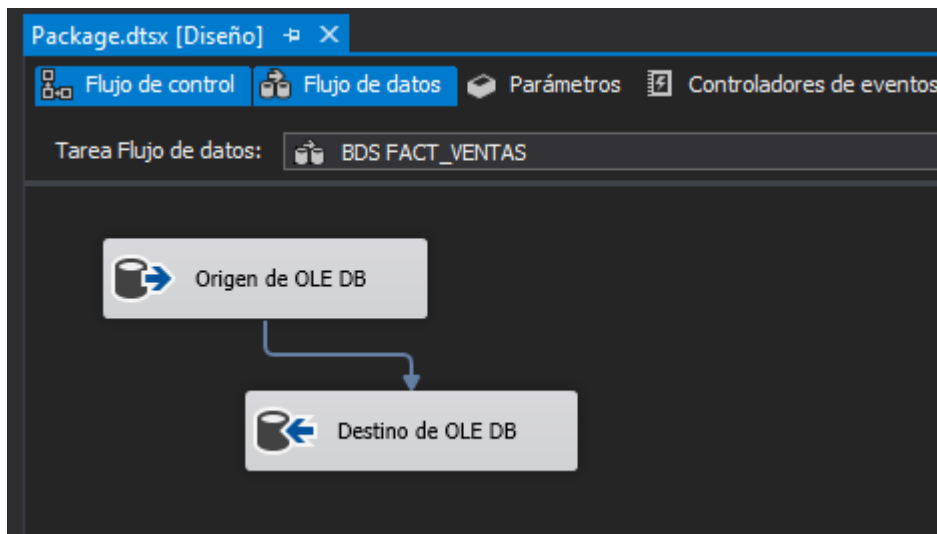 Package.dtsx [Diseño]
Flujo de control Flujo de datos Parámetros Controladores de eventos
Tarea Flujo de datos: BDS FACT_VENTAS
Origen de OLE DB
Destino de OLE DB